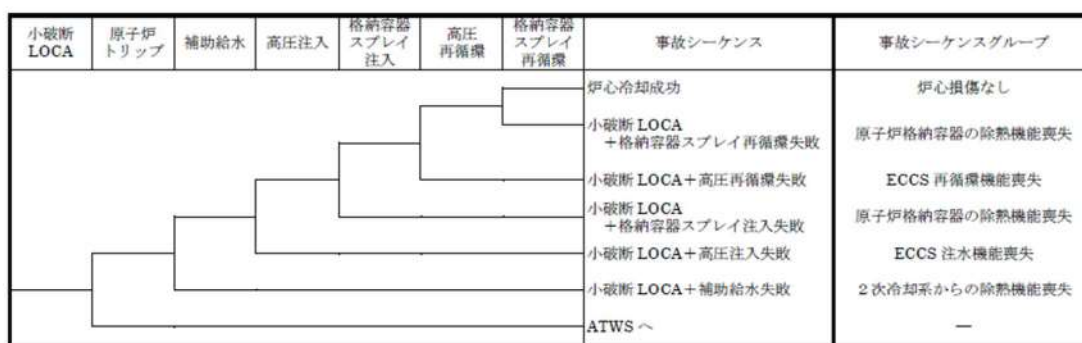 小破断
LOCA
原子炉
トリップ
補助給水
高圧注入
格納容器
スプレイ
注入
高圧
再循環
格納容器
スプレイ
再循環
事故シーケンス
事故シーケンスグループ
炉心冷却成功
炉心損傷なし
小破断 LOCA
+格納容器スプレイ再循環失敗
原子炉格納容器の除熱機能喪失
小破断 LOCA+高圧再循環失敗
ECCS 再循環機能喪失
小破断 LOCA
+格納容器スプレイ注入失敗
原子炉格納容器の除熱機能喪失
小破断 LOCA+高圧注入失敗
ECCS 注水機能喪失
小破断 LOCA+補助給水失敗
2次冷却系からの除熱機能喪失
ATWS へ
―